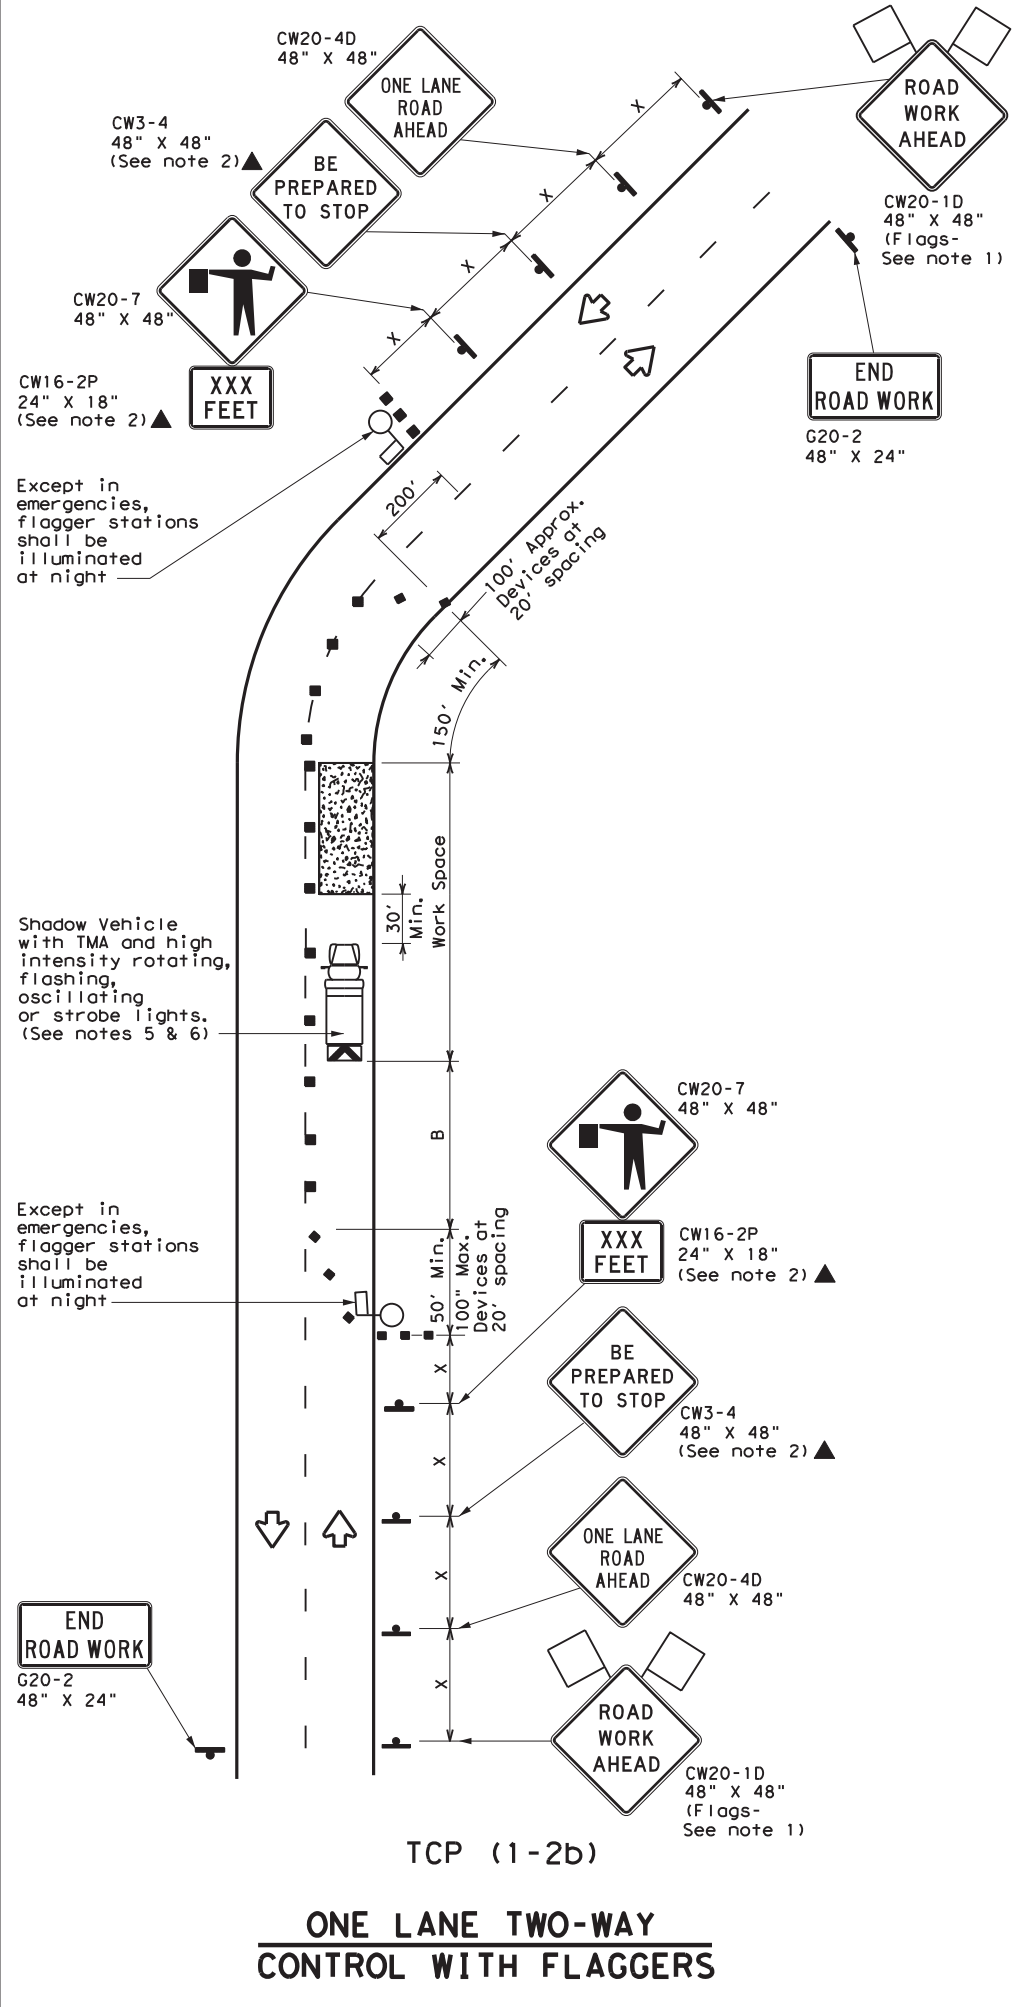 CW20-4D
48" X 48"
ONE LANE
ROAD
AHEAD
X
ROAD
WORK
AHEAD
CW20-1D
48" X 48"
(Flags-
See note 1)
CW3-4
48" X 48"
(See note 2)▲
BE
PREPARED
TO STOP
X
X
CW20-7
48" X 48"
X
CW16-2P
24" X 18"
(See note 2)▲
XXX
FEET
END
ROAD WORK
G20-2
48" X 24"
Except in
emergencies,
flagger stations
shall be
illuminated
at night
200'
100' Approx.
Devices at
20' spacing
150' Min.
Work Space
30'
Min.
Shadow Vehicle
with TMA and high
intensity rotating,
flashing,
oscillating
or strobe lights.
(See notes 5 & 6)
B
CW20-7
48" X 48"
XXX
FEET
CW16-2P
24" X 18"
(See note 2)▲
Except in
emergencies,
flagger stations
shall be
illuminated
at night
50' Min.
100" Max.
Devices at
20' spacing
X
BE
PREPARED
TO STOP
CW3-4
48" X 48"
(See note 2)▲
X
ONE LANE
ROAD
AHEAD
CW20-4D
48" X 48"
X
END
ROAD WORK
G20-2
48" X 24"
X
ROAD
WORK
AHEAD
CW20-1D
48" X 48"
(Flags-
See note 1)
TCP (1-2b)
ONE LANE TWO-WAY
CONTROL WITH FLAGGERS